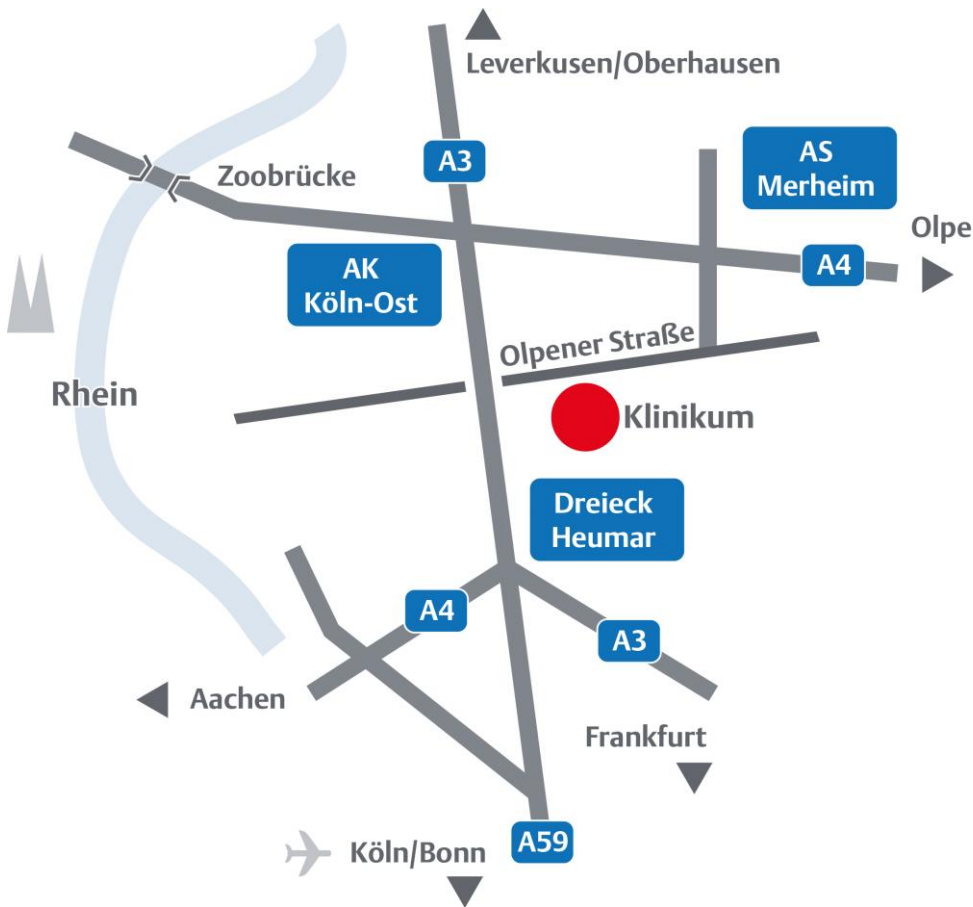 Leverkusen/Oberhausen
A3
AS
Merheim
Zoobrücke
Olpe
A4
AK
Köln-Ost
Olpener Straße
Rhein
Klinikum
Dreieck
Heumar
A4
A3
Aachen
Frankfurt
A59
Köln/Bonn